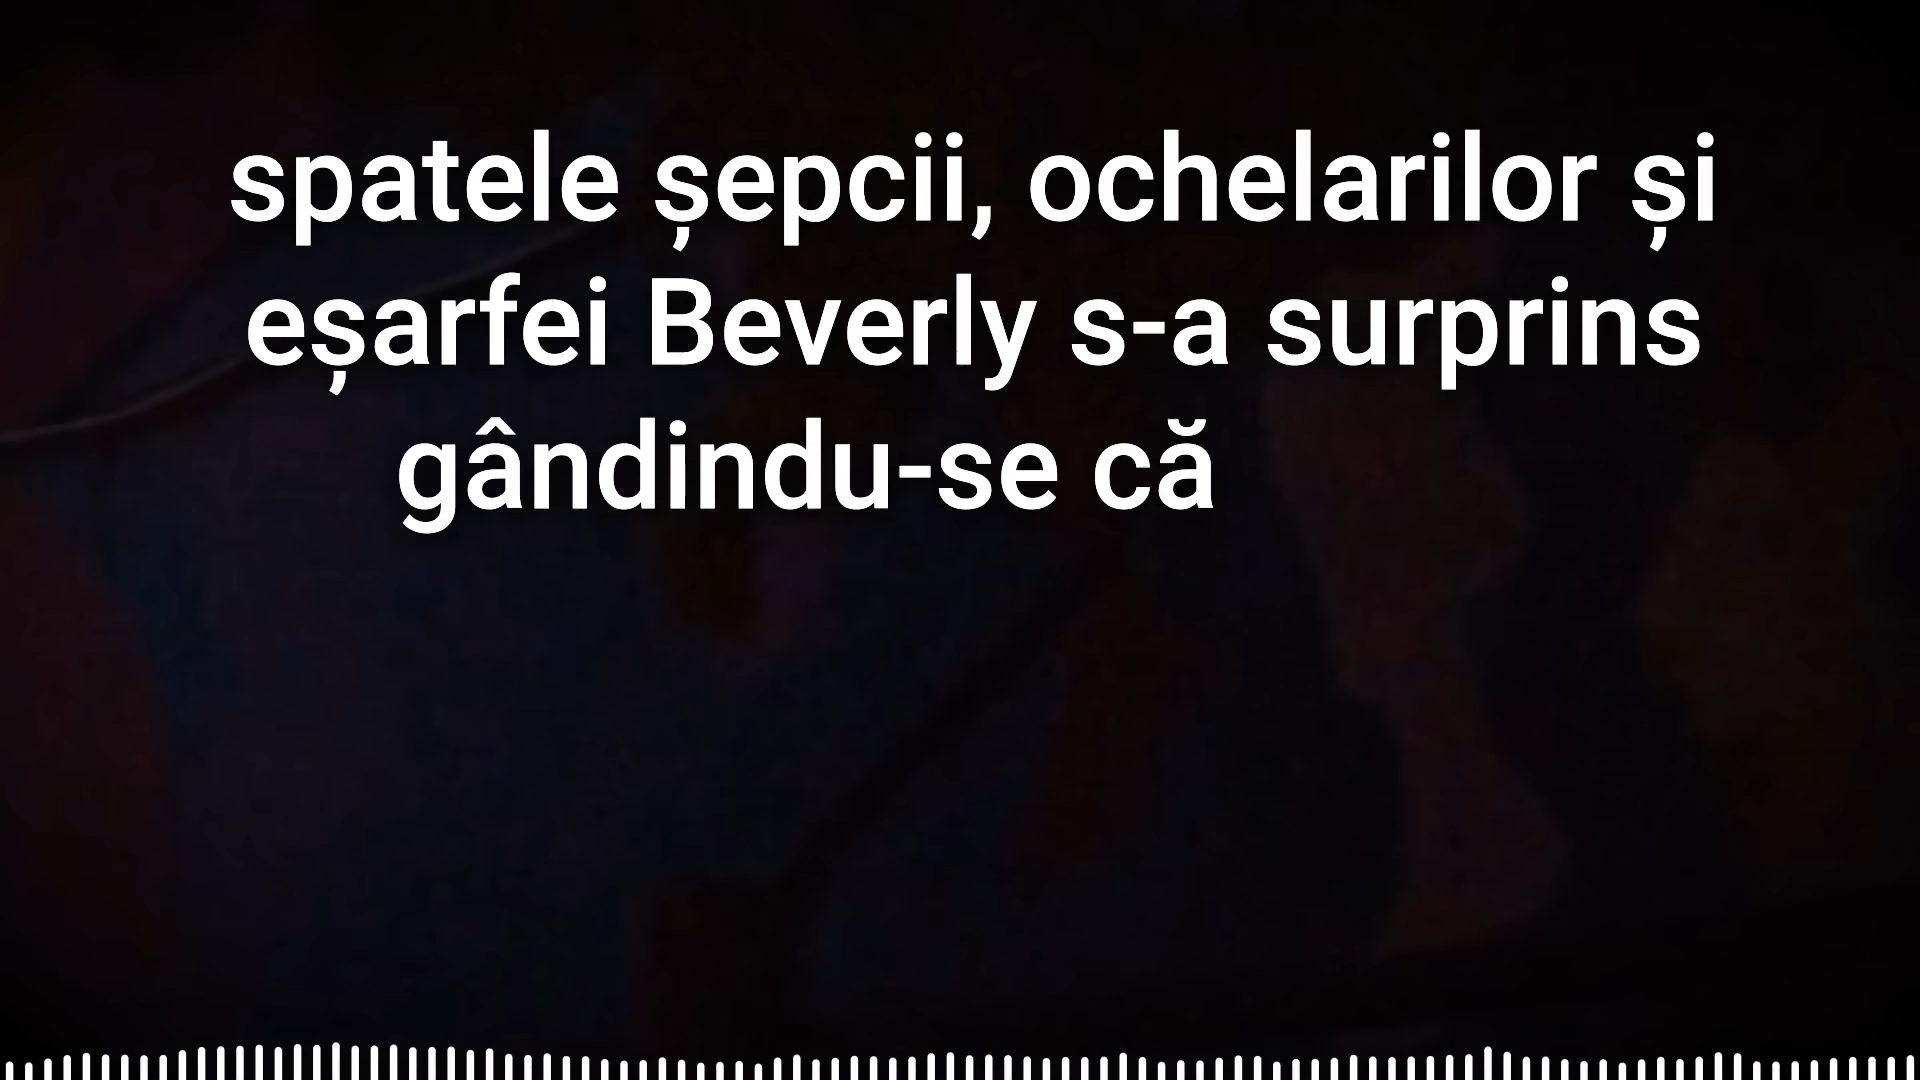 spatele șepcii, ochelarilor și
eșarfei Beverly s-a surprins
gândindu-se că